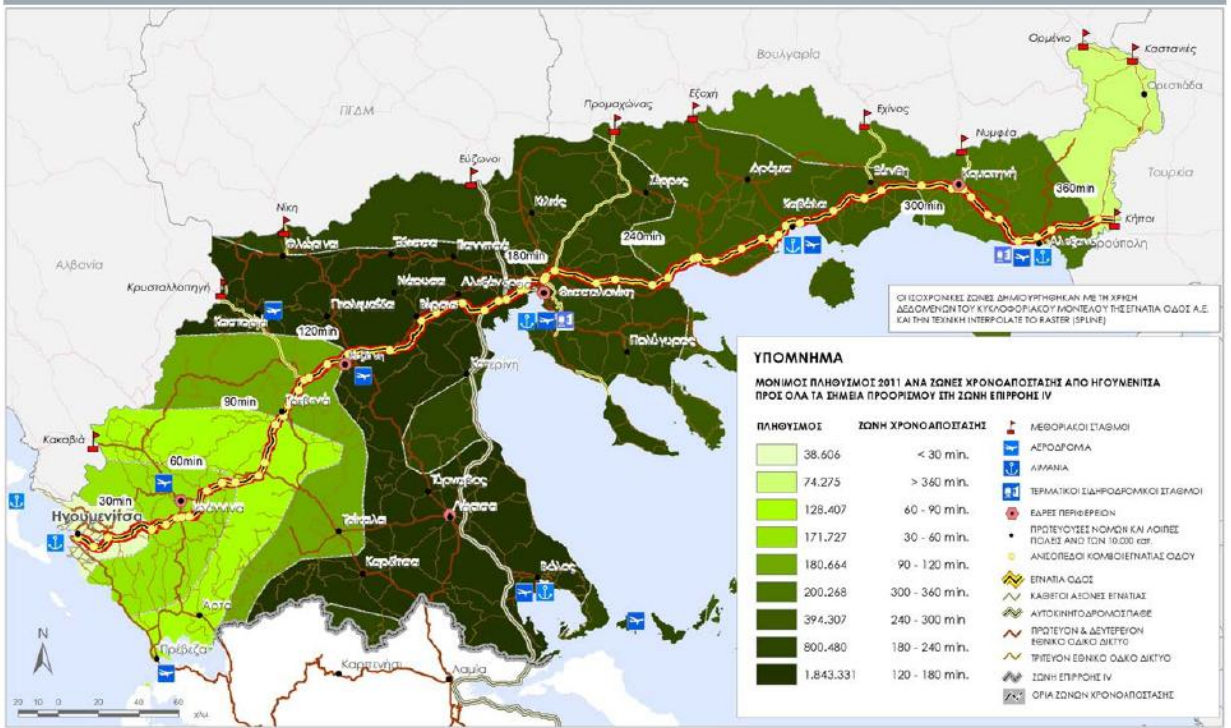 Ορμένιο
Καστανιές
Ορεστιάδα
Βουλγαρία
Εξοχή
Προμαχώνας
Εχίνος
ΠΓΔΜ
Νυμφέα
Εύζωνοι
Δράμα
Ξάνθη
Κομοτηνή
Τουρκία
Σέρρες
360min
Κιλκίς
Καβάλα
300min
Κήποι
Νίκη
240min
Αλεξανδρούπολη
Φλώρινα
Έδεσσα
Γιαννιτσά
180min
Αλβανία
Νάουσα
Αλεξάνδρεια
Θεσσαλονίκη
Κρυσταλλοπηγή
Πτολεμαΐδα
Βέροια
Καστοριά
120min
Πολύγυρος
Κοζάνη
Κατερίνη
90min
Γρεβενά
Κακαβιά
60min
30min
Τύρναβος
Ηγουμενίτσα
Ιωάννινα
Λάρισα
Τρίκαλα
Καρδίτσα
Βόλος
Άρτα
Πρέβεζα
Καρπενήσι
Λαμία
N
20 10 0 20 40 60
χλμ.
ΟΙ ΙΣΟΧΡΟΝΙΚΕΣ ΖΩΝΕΣ ΔΗΜΙΟΥΡΓΗΘΗΚΑΝ ΜΕ ΤΗ ΧΡΗΣΗ
ΔΕΔΟΜΕΝΩΝ ΤΟΥ ΚΥΚΛΟΦΟΡΙΑΚΟΥ ΜΟΝΤΕΛΟΥ ΤΗΣ ΕΓΝΑΤΙΑ ΟΔΟΣ Α.Ε.
ΚΑΙ ΤΗΝ ΤΕΧΝΙΚΗ INTERPOLATE TO RASTER (SPLINE)
ΥΠΟΜΝΗΜΑ
ΜΟΝΙΜΟΣ ΠΛΗΘΥΣΜΟΣ 2011 ΑΝΑ ΖΩΝΕΣ ΧΡΟΝΟΑΠΟΣΤΑΣΗΣ ΑΠΟ ΗΓΟΥΜΕΝΙΤΣΑ
ΠΡΟΣ ΟΛΑ ΤΑ ΣΗΜΕΙΑ ΠΡΟΟΡΙΣΜΟΥ ΣΤΗ ΖΩΝΗ ΕΠΙΡΡΟΗΣ IV
ΠΛΗΘΥΣΜΟΣ ΖΩΝΗ ΧΡΟΝΟΑΠΟΣΤΑΣΗΣ
38.606 < 30 min.
74.275 > 360 min.
128.407 60 - 90 min.
171.727 30 - 60 min.
180.664 90 - 120 min.
200.268 300 - 360 min.
394.307 240 - 300 min
800.480 180 - 240 min.
1.843.331 120 - 180 min.
ΜΕΘΟΡΙΑΚΟΙ ΣΤΑΘΜΟΙ
ΑΕΡΟΔΡΟΜΙΑ
ΛΙΜΑΝΙΑ
ΤΕΡΜΑΤΙΚΟΙ ΣΙΔΗΡΟΔΡΟΜΙΚΟΙ ΣΤΑΘΜΟΙ
ΕΔΡΕΣ ΠΕΡΙΦΕΡΕΙΩΝ
ΠΡΩΤΕΥΟΥΣΕΣ ΝΟΜΩΝ ΚΑΙ ΛΟΙΠΕΣ
ΠΟΛΕΙΣ ΑΝΩ ΤΩΝ 10.000 κατ.
ΑΝΙΣΟΠΕΔΟΙ ΚΟΜΒΟΙ ΕΓΝΑΤΙΑΣ ΟΔΟΥ
ΕΓΝΑΤΙΑ ΟΔΟΣ
ΚΑΘΕΤΟΙ ΑΞΟΝΕΣ ΕΓΝΑΤΙΑΣ
ΑΥΤΟΚΙΝΗΤΟΔΡΟΜΟΣ ΠΑΘΕ
ΠΡΩΤΕΥΟΝ & ΔΕΥΤΕΡΕΥΟΝ
ΕΘΝΙΚΟ ΟΔΙΚΟ ΔΙΚΤΥΟ
ΤΡΙΤΕΥΟΝ ΕΘΝΙΚΟ ΟΔΙΚΟ ΔΙΚΤΥΟ
ΖΩΝΗ ΕΠΙΡΡΟΗΣ IV
ΟΡΙΑ ΖΩΝΩΝ ΧΡΟΝΟΑΠΟΣΤΑΣΗΣ